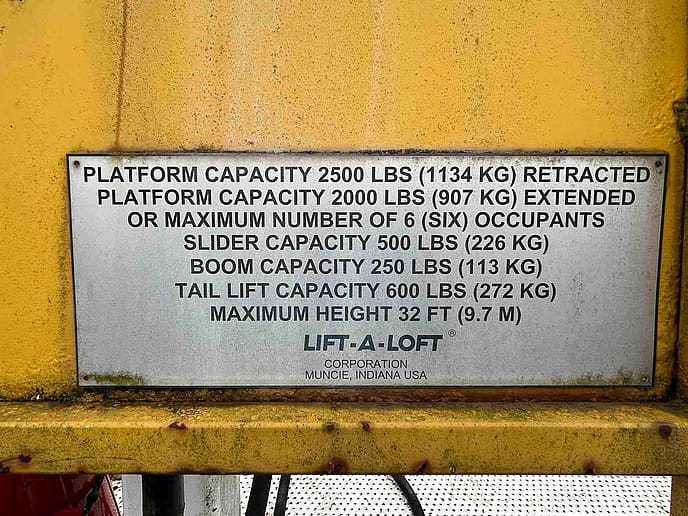 PLATFORM CAPACITY 2500 LBS (1134 KG) RETRACTED
PLATFORM CAPACITY 2000 LBS (907 KG) EXTENDED
OR MAXIMUM NUMBER OF 6 (SIX) OCCUPANTS
SLIDER CAPACITY 500 LBS (226 KG)
BOOM CAPACITY 250 LBS (113 KG)
TAIL LIFT CAPACITY 600 LBS (272 KG)
MAXIMUM HEIGHT 32 FT (9.7 M)
LIFT-A-LOFT ®
CORPORATION
MUNCIE, INDIANA USA